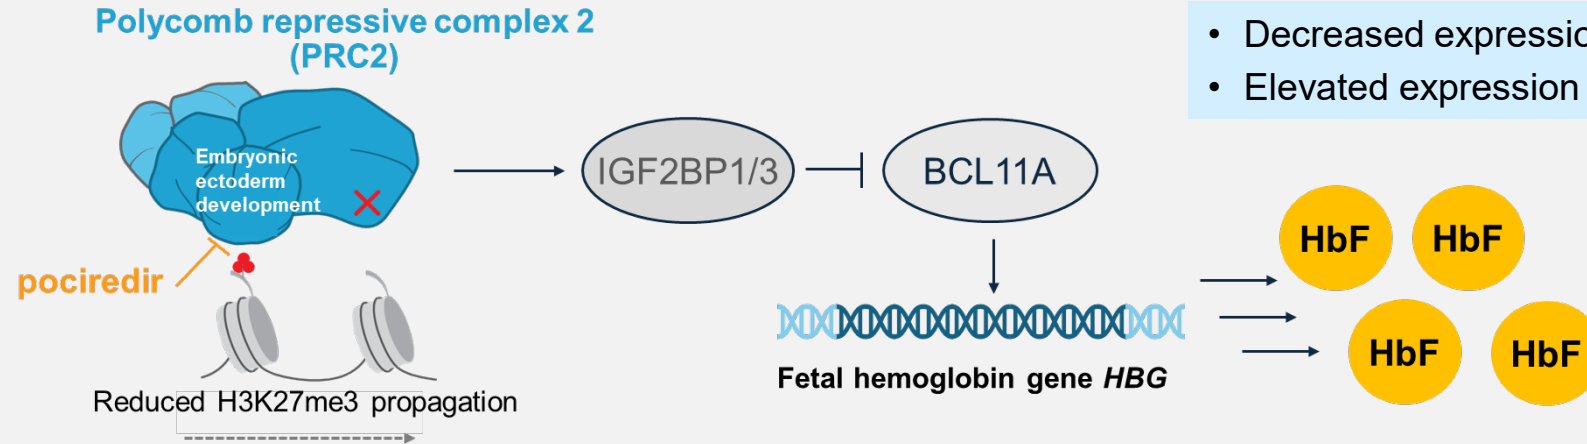 Polycomb repressive complex 2
(PRC2)
Embryonic
ectoderm
development
pociredir
Reduced H3K27me3 propagation
IGF2BP1/3
BCL11A
Fetal hemoglobin gene HBG
• Decreased
• Elevated expression
HbF
HbF
HbF
HbF